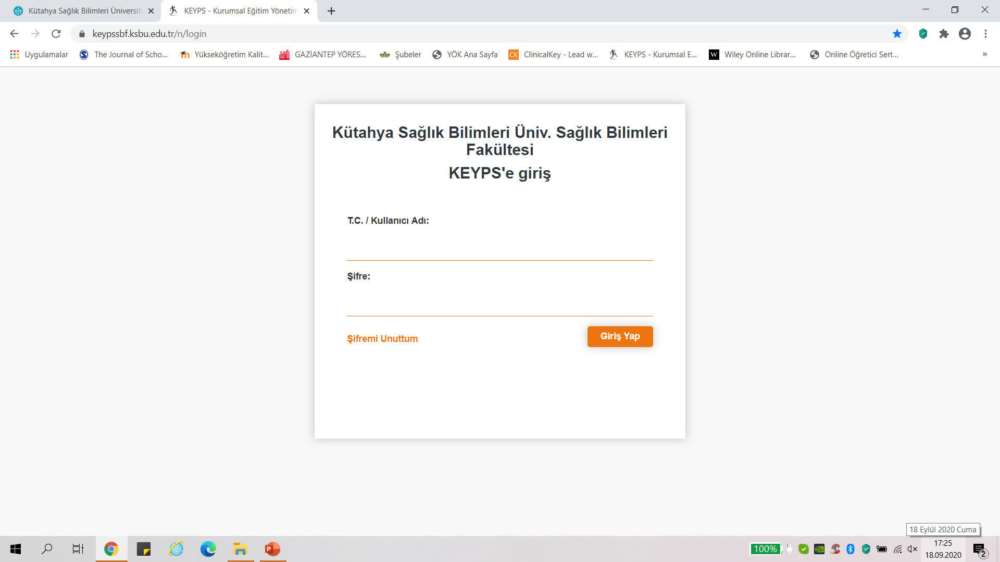 Kütahya Sağlık Bilimleri Üniversite
KEYPS - Kurumsal Eğitim Yönetim
keypssbf.ksbu.edu.tr/n/login
Uygulamalar
The Journal of Scho...
Yükseköğretim Kalit...
GAZİANTEP YÖRES...
Şubeler
YÖK Ana Sayfa
CK
ClinicalKey - Lead w...
KEYPS - Kurumsal E...
W
Wiley Online Librar...
Online Öğretici Sert...
»
Kütahya Sağlık Bilimleri Üniv. Sağlık Bilimleri
Fakültesi
KEYPS'e giriş
T.C. / Kullanıcı Adı:
Şifre:
Şifremi Unuttum
Giriş Yap
18 Eylül 2020 Cuma
100%
17:25
18.09.2020
2